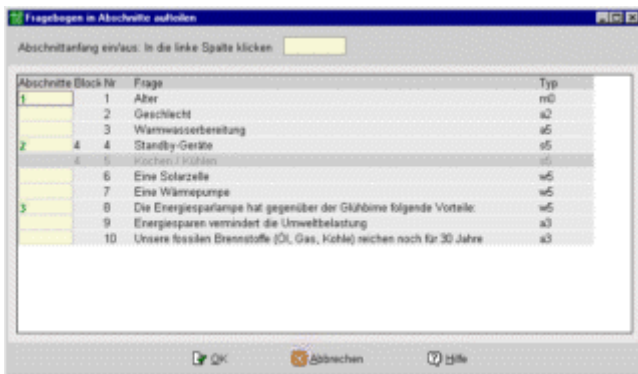 Fragebogen in Abschnitte aufteilen
Abschnittanfang ein/aus: In die linke Spalte klicken
Abschnitte Block Nr Frage Typ
1 1 Alter m0
2 Geschlecht a2
3 Warmwasserbereitung a5
2 4 4 Standby-Geräte s5
4 5 Kochen / Kühlen s5
6 Eine Solarzelle w5
7 Eine Wärmepumpe w5
3 8 Die Energiesparlampe hat gegenüber der Glühbirne folgende Vorteile: w5
9 Energiesparen vermindert die Umweltbelastung a3
10 Unsere fossilen Brennstoffe (Öl, Gas, Kohle) reichen noch für 30 Jahre a3
OK Abbrechen Hilfe